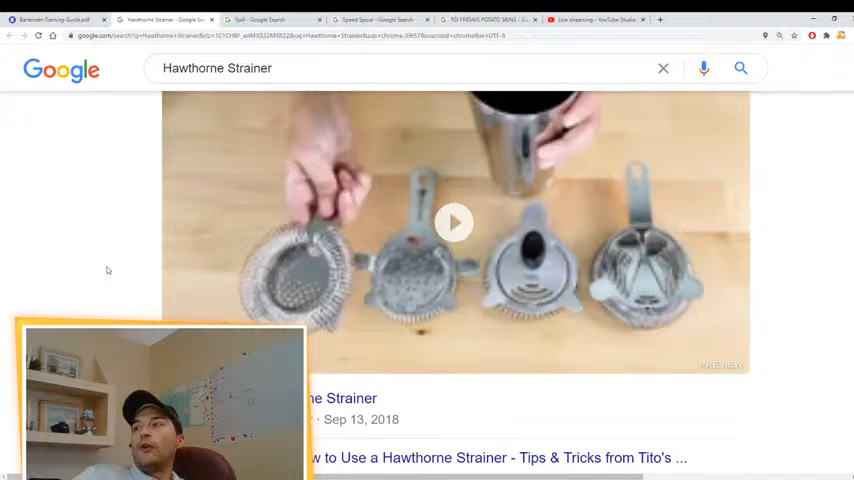 Bartender-Training-Guide.pdf
Hawthorne Strainer - Google Se
Spill - Google Search
Speed Spout - Google Search
TGI FRIDAYS POTATO SKINS - G
Live streaming - YouTube Studio
Google
Hawthorne Strainer
PREVIEW
ne Strainer
· Sep 13, 2018
w to Use a Hawthorne Strainer - Tips & Tricks from Tito's ...